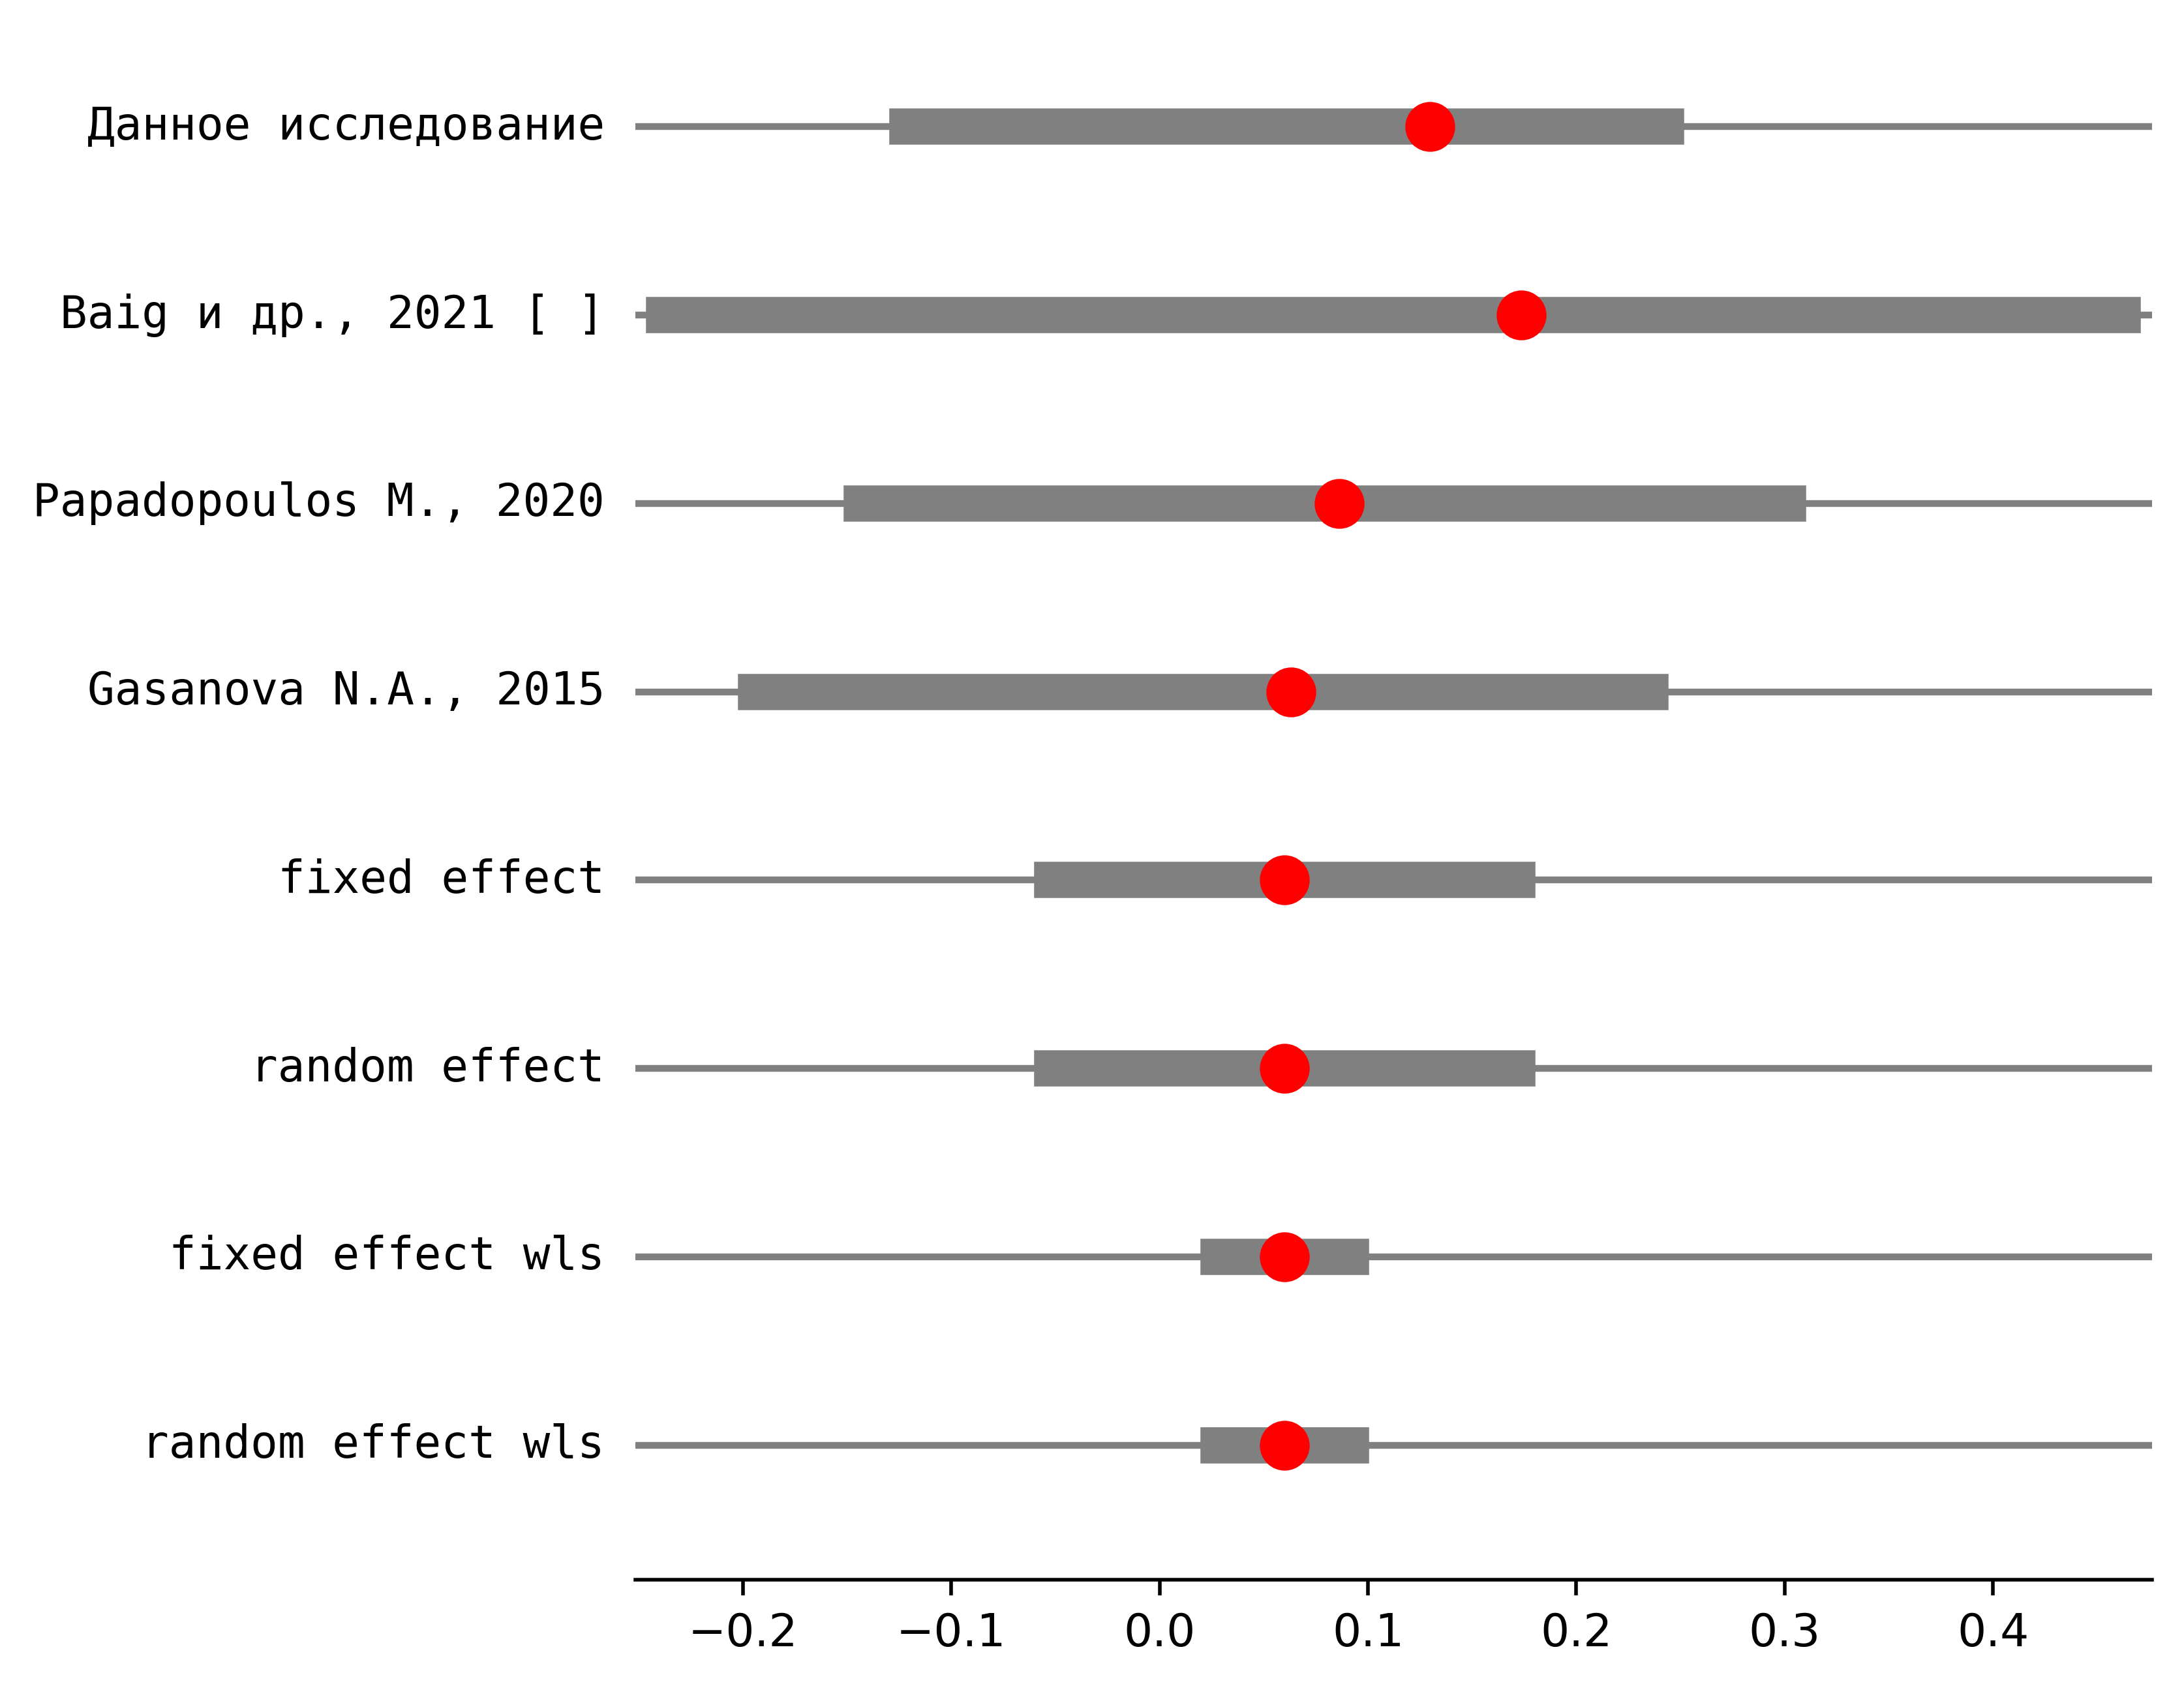 Данное исследование
Baig и др., 2021 [ ]
Papadopoulos M., 2020
Gasanova N.A., 2015
fixed effect
random effect
fixed effect wls
random effect wls
−0.2 −0.1 0.0 0.1 0.2 0.3 0.4